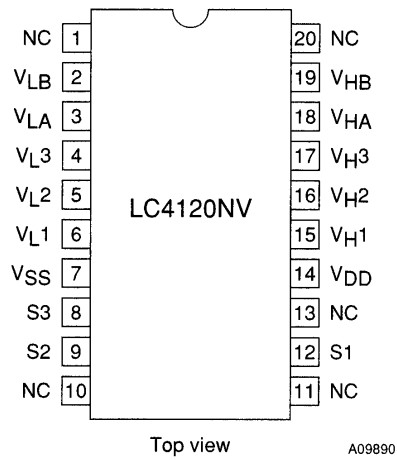 NC 1 20 NC
VLB 2 19 VHB
VLA 3 18 VHA
VL3 4 17 VH3
VL2 5 16 VH2
LC4120NV
VL1 6 15 VH1
VSS 7 14 VDD
S3 8 13 NC
S2 9 12 S1
NC 10 11 NC
Top view
A09890